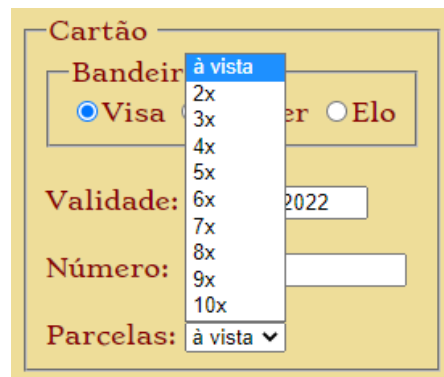 Cartão
Bandeir
Visa er Elo
Validade: 2022
Número:
Parcelas: à vista
à vista
2x
3x
4x
5x
6x
7x
8x
9x
10x